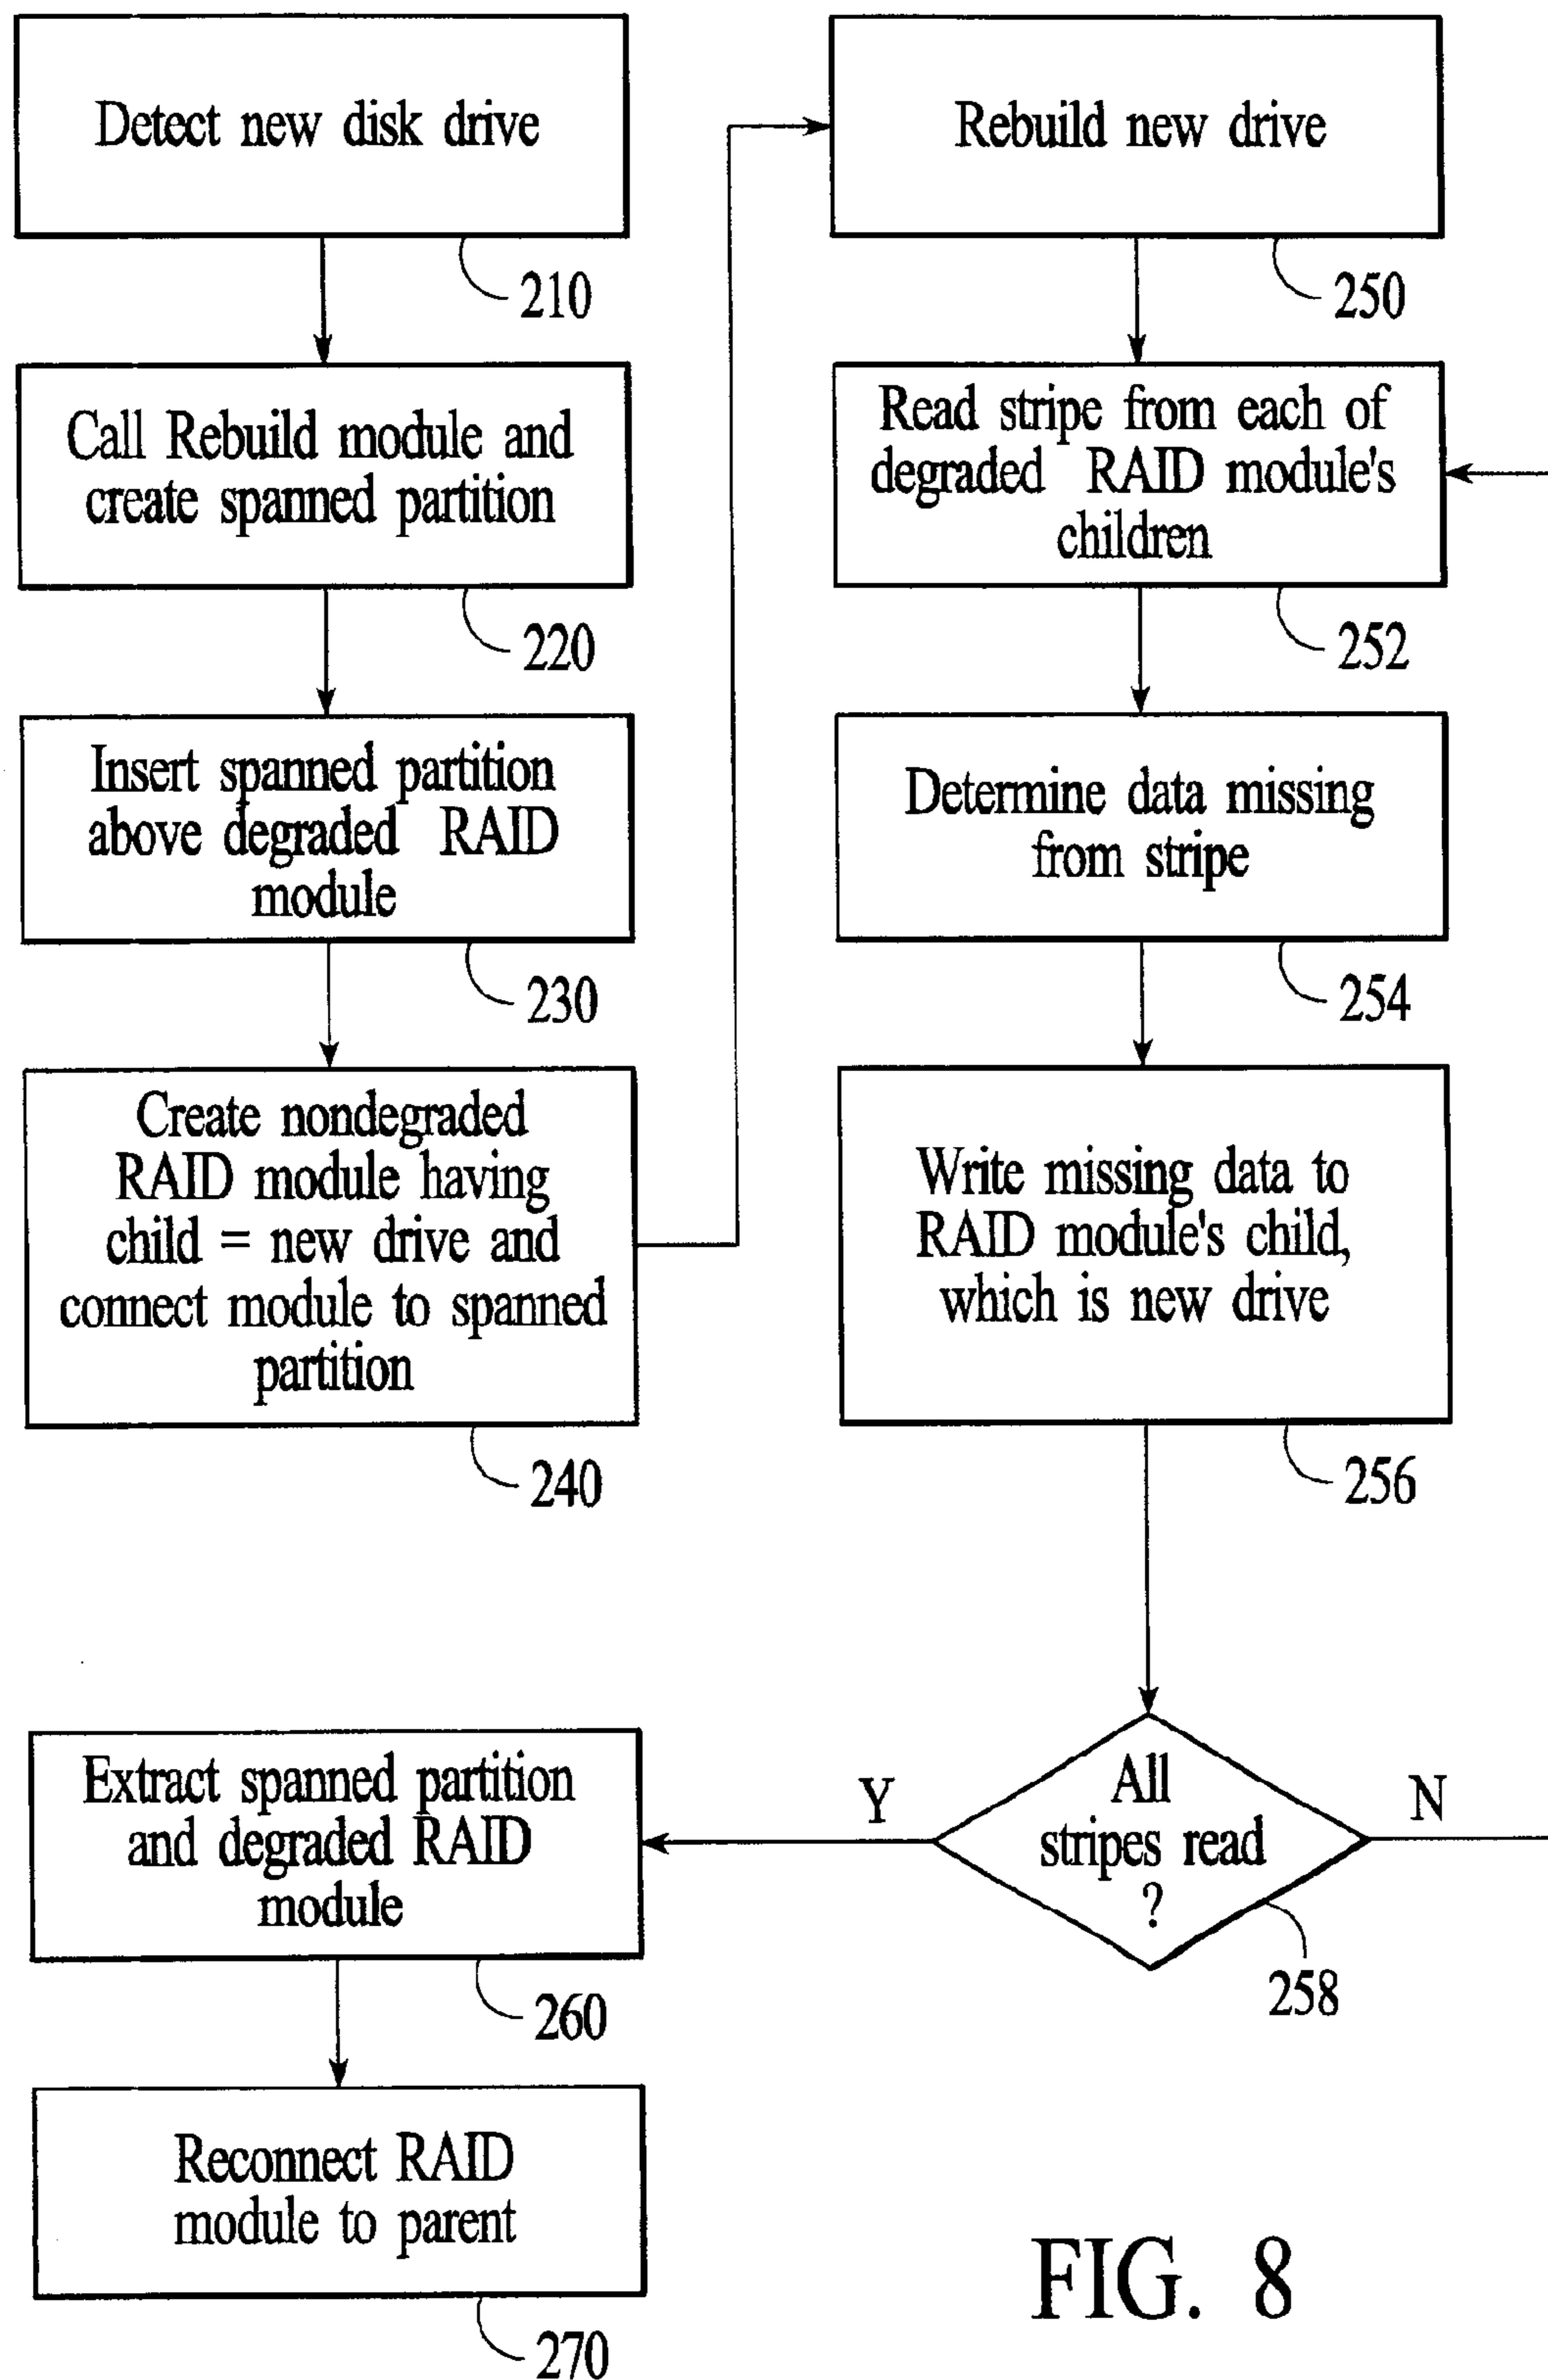 Detect new disk drive
210
Call Rebuild module and
create spanned partition
220
Insert spanned partition
above degraded RAID
module
230
Create nondegraded
RAID module having
child = new drive and
connect module to spanned
partition
240
Rebuild new drive
250
Read stripe from each of
degraded RAID module's
children
252
Determine data missing
from stripe
254
Write missing data to
RAID module's child,
which is new drive
256
All
stripes read
?
258
Y
N
Extract spanned partition
and degraded RAID
module
260
Reconnect RAID
module to parent
270
FIG. 8